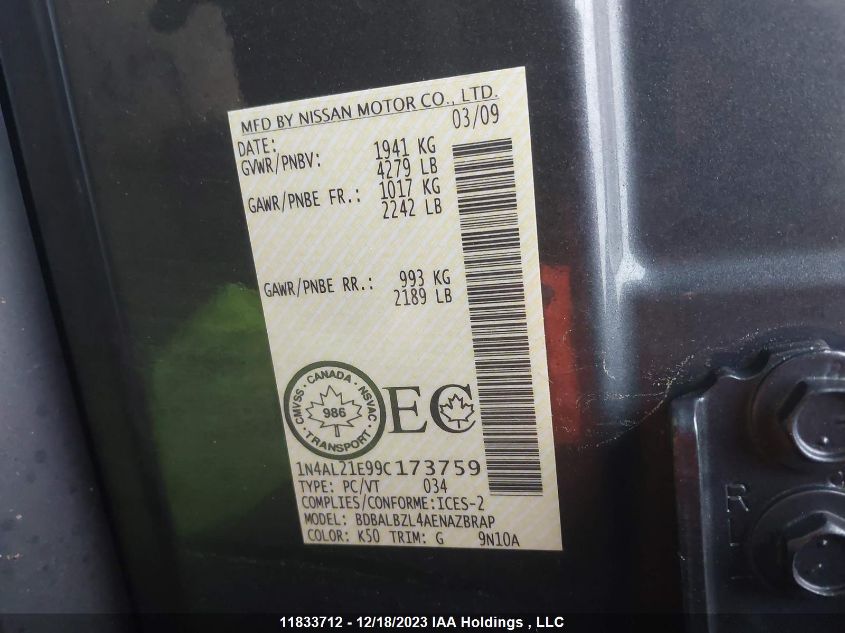 MFD BY NISSAN MOTOR CO., LTD.
DATE: 03/09
GVWR/PNBV: 1941 KG
4279 LB
GAWR/PNBE FR.: 1017 KG
2242 LB
GAWR/PNBE RR.: 993 KG
2189 LB
CMVSS · CANADA · NSVAC
986
· TRANSPORT ·
EC
1N4AL21E99C173759
TYPE: PC/VT 034
COMPLIES/CONFORME:ICES-2
MODEL: BDBALBZL4AENAZBRAP
COLOR: K50 TRIM: G 9N10A
R
11833712 - 12/18/2023 IAA Holdings , LLC